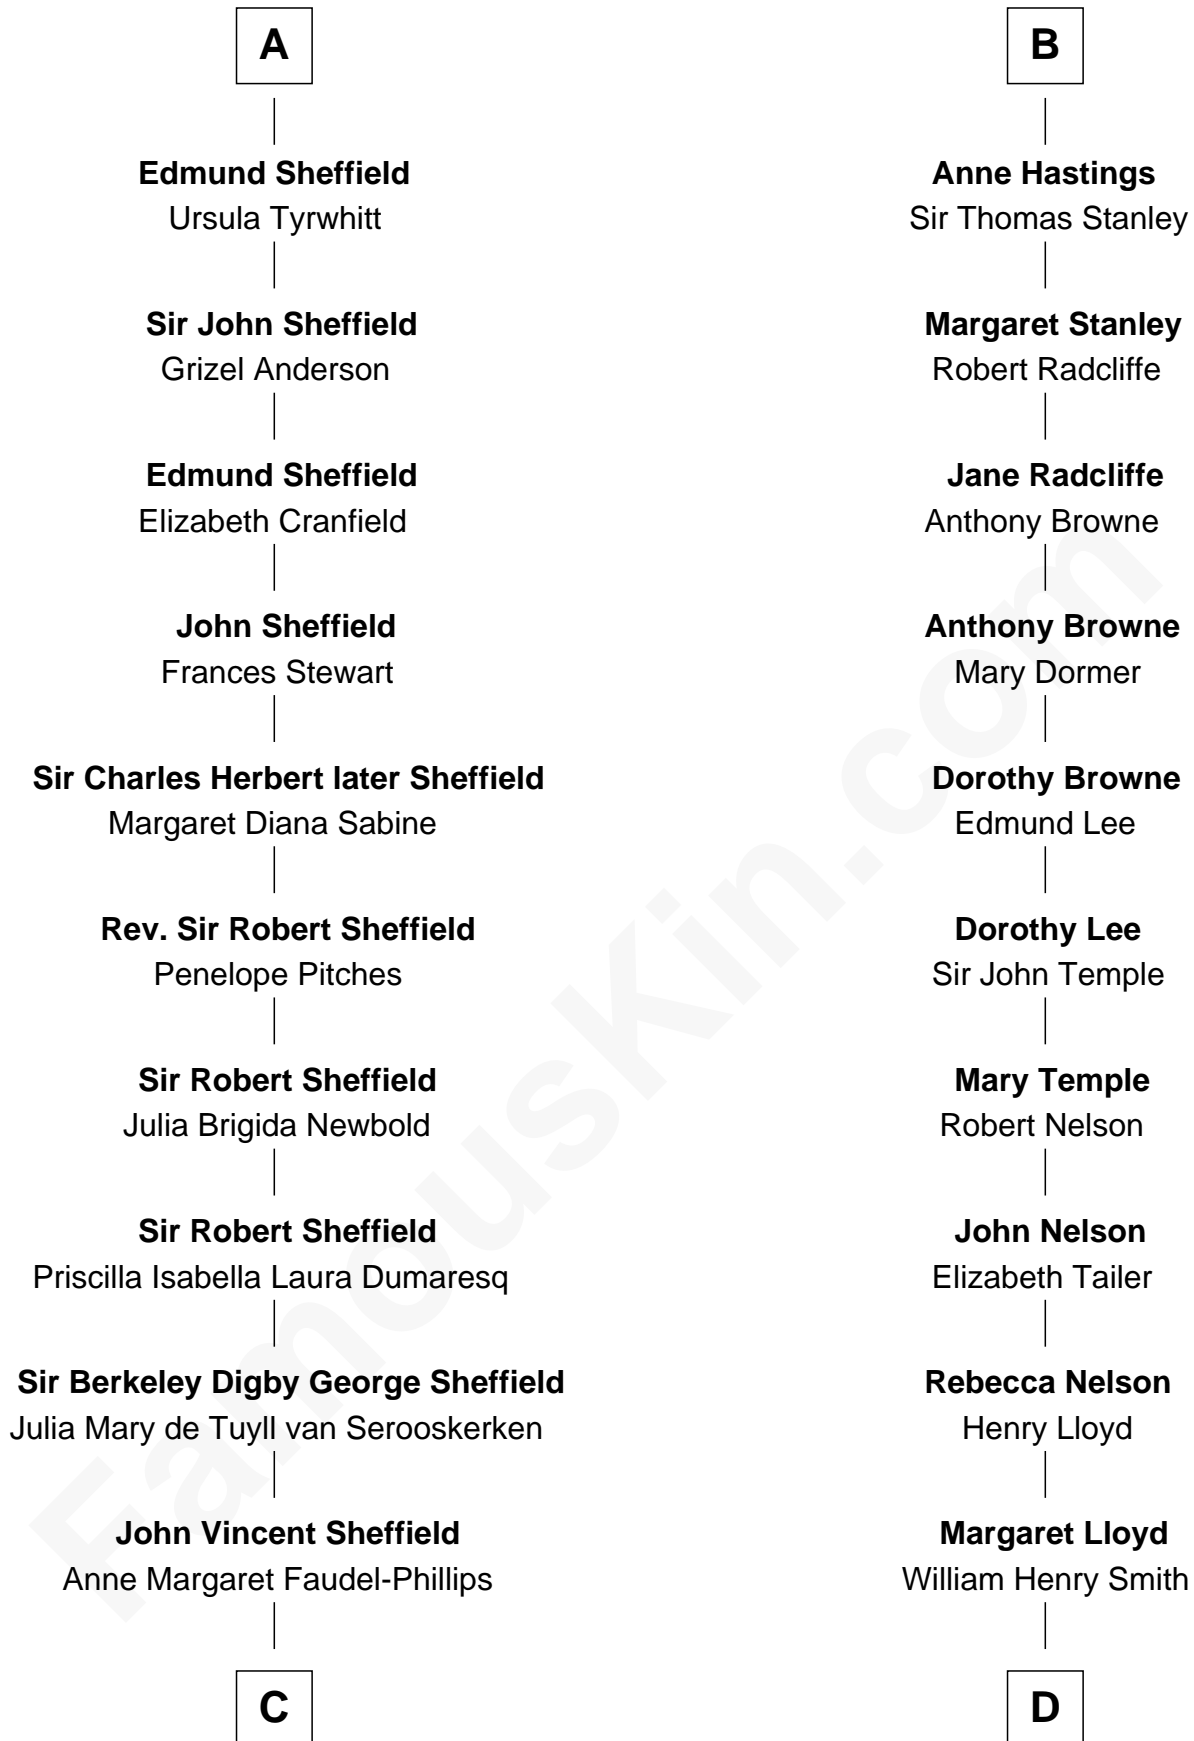 A
Edmund Sheffield
Ursula Tyrwhitt
Sir John Sheffield
Grizel Anderson
Edmund Sheffield
Elizabeth Cranfield
John Sheffield
Frances Stewart
Sir Charles Herbert later Sheffield
Margaret Diana Sabine
Rev. Sir Robert Sheffield
Penelope Pitches
Sir Robert Sheffield
Julia Brigida Newbold
Sir Robert Sheffield
Priscilla Isabella Laura Dumaresq
Sir Berkeley Digby George Sheffield
Julia Mary de Tuyll van Serooskerken
John Vincent Sheffield
Anne Margaret Faudel-Phillips
C
B
Anne Hastings
Sir Thomas Stanley
Margaret Stanley
Robert Radcliffe
Jane Radcliffe
Anthony Browne
Anthony Browne
Mary Dormer
Dorothy Browne
Edmund Lee
Dorothy Lee
Sir John Temple
Mary Temple
Robert Nelson
John Nelson
Elizabeth Tailer
Rebecca Nelson
Henry Lloyd
Margaret Lloyd
William Henry Smith
D
FamousKin.com